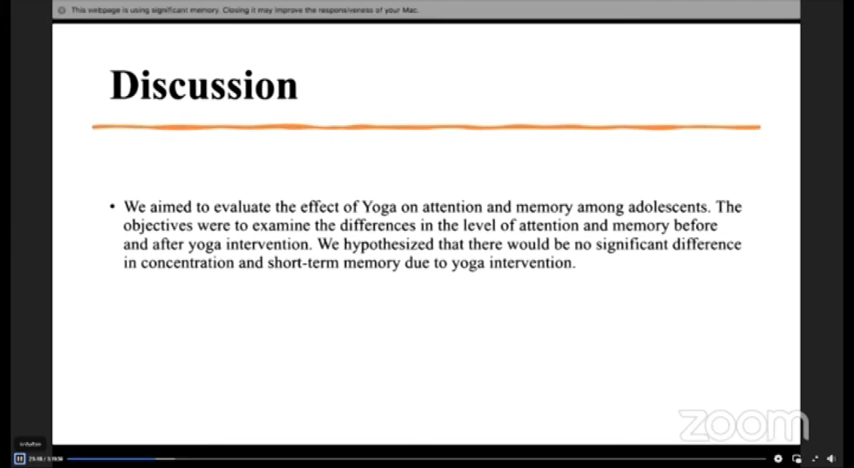 This webpage is using significant memory. Closing it may improve the responsiveness of your Mac.
Discussion
• We aimed to evaluate the effect of Yoga on attention and memory among adolescents. The
objectives were to examine the differences in the level of attention and memory before
and after yoga intervention. We hypothesized that there would be no significant difference
in concentration and short-term memory due to yoga intervention.
zoom